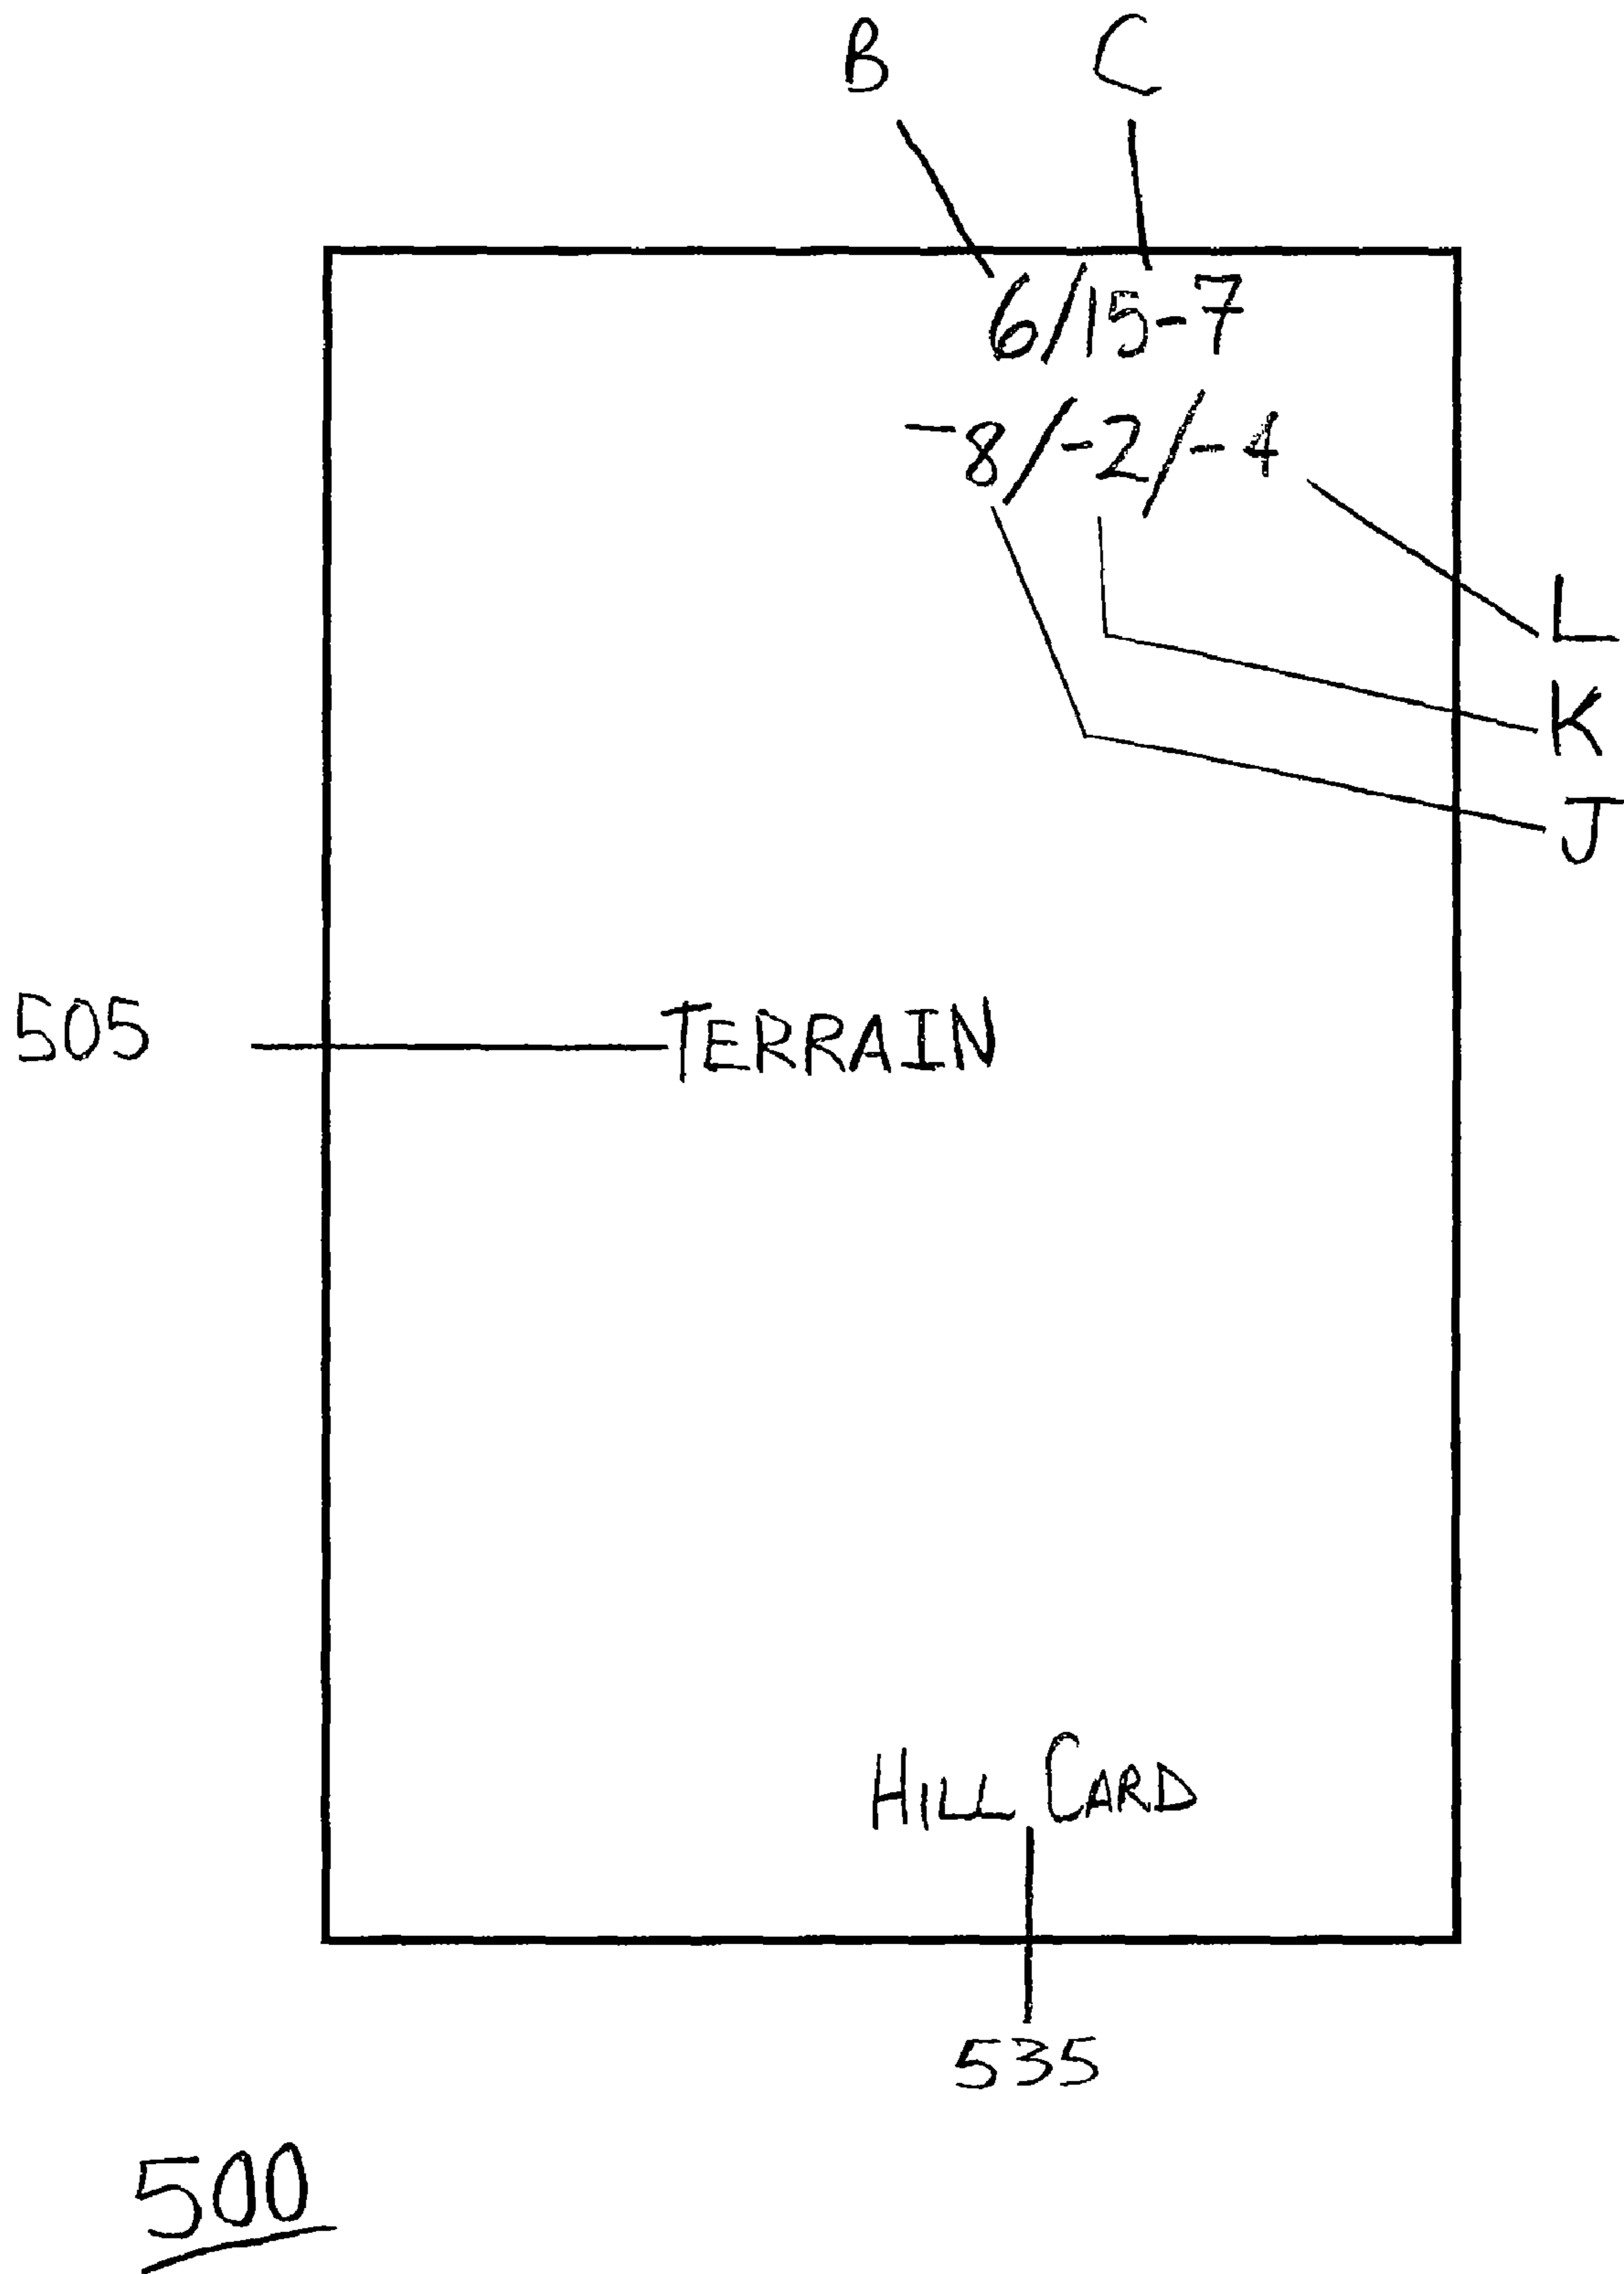 B C
6/15-7
-8/-2/-4
L
K
J
505 TERRAIN
HILL CARD
535
500